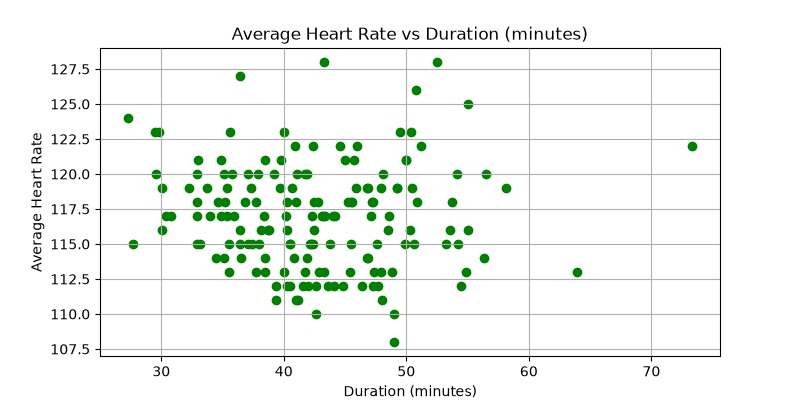 Average Heart Rate vs Duration (minutes)
127.5
125.0
122.5
120.0
117.5
115.0
112.5
110.0
107.5
Average Heart Rate
30 40 50 60 70
Duration (minutes)